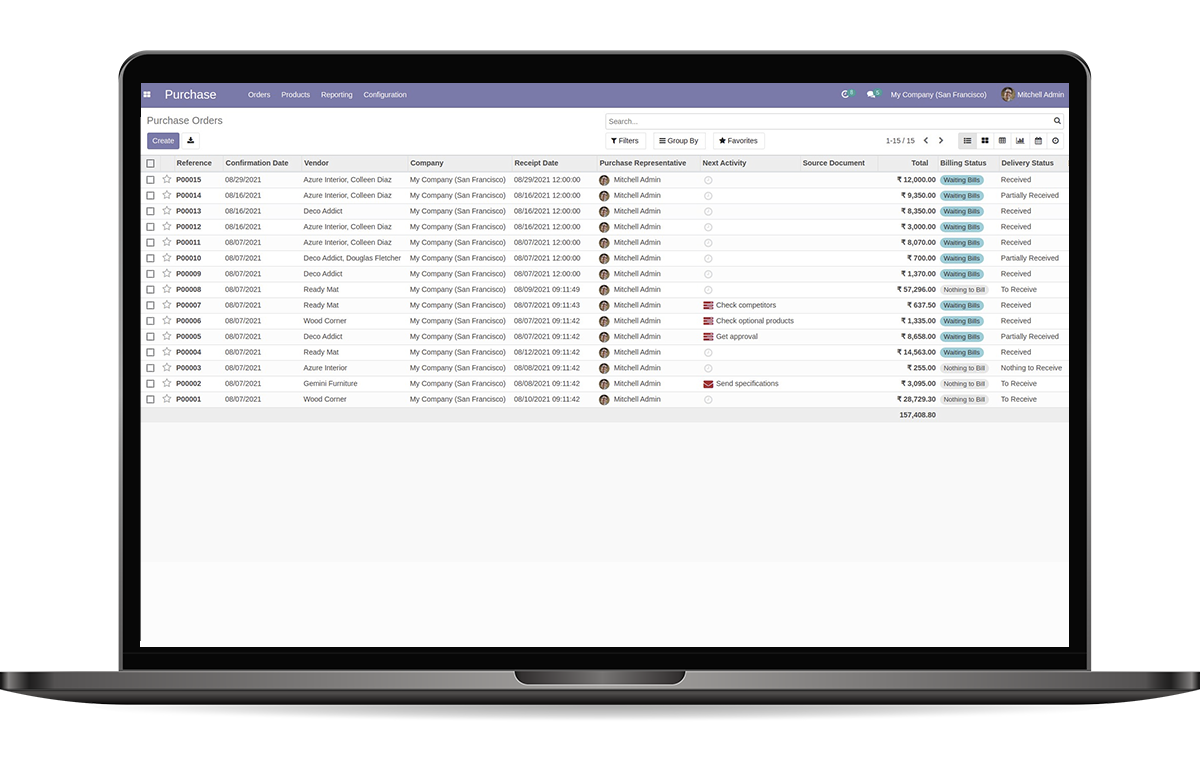 Purchase Orders Products Reporting Configuration 8 5 My Company (San Francisco) Mitchell Admin
Purchase Orders Search...
Create Filters Group By Favorites 1-15 / 15
Reference Confirmation Date Vendor Company Receipt Date Purchase Representative Next Activity Source Document Total Billing Status Delivery Status
P00015 08/29/2021 Azure Interior, Colleen Diaz My Company (San Francisco) 08/29/2021 12:00:00 Mitchell Admin ₹ 12,000.00 Waiting Bills Received
P00014 08/16/2021 Azure Interior, Colleen Diaz My Company (San Francisco) 08/16/2021 12:00:00 Mitchell Admin ₹ 9,350.00 Waiting Bills Partially Received
P00013 08/16/2021 Deco Addict My Company (San Francisco) 08/16/2021 12:00:00 Mitchell Admin ₹ 8,350.00 Waiting Bills Received
P00012 08/16/2021 Azure Interior, Colleen Diaz My Company (San Francisco) 08/16/2021 12:00:00 Mitchell Admin ₹ 3,000.00 Waiting Bills Received
P00011 08/07/2021 Azure Interior, Colleen Diaz My Company (San Francisco) 08/07/2021 12:00:00 Mitchell Admin ₹ 8,070.00 Waiting Bills Received
P00010 08/07/2021 Deco Addict, Douglas Fletcher My Company (San Francisco) 08/07/2021 12:00:00 Mitchell Admin ₹ 700.00 Waiting Bills Partially Received
P00009 08/07/2021 Deco Addict My Company (San Francisco) 08/07/2021 12:00:00 Mitchell Admin ₹ 1,370.00 Waiting Bills Received
P00008 08/07/2021 Ready Mat My Company (San Francisco) 08/09/2021 09:11:49 Mitchell Admin ₹ 57,296.00 Nothing to Bill To Receive
P00007 08/07/2021 Ready Mat My Company (San Francisco) 08/07/2021 09:11:43 Mitchell Admin Check competitors ₹ 637.50 Waiting Bills Received
P00006 08/07/2021 Wood Corner My Company (San Francisco) 08/07/2021 09:11:42 Mitchell Admin Check optional products ₹ 1,335.00 Waiting Bills Received
P00005 08/07/2021 Deco Addict My Company (San Francisco) 08/07/2021 09:11:42 Mitchell Admin Get approval ₹ 8,658.00 Waiting Bills Partially Received
P00004 08/07/2021 Ready Mat My Company (San Francisco) 08/12/2021 09:11:42 Mitchell Admin ₹ 14,563.00 Waiting Bills Received
P00003 08/07/2021 Azure Interior My Company (San Francisco) 08/08/2021 09:11:42 Mitchell Admin ₹ 255.00 Nothing to Bill Nothing to Receive
P00002 08/07/2021 Gemini Furniture My Company (San Francisco) 08/08/2021 09:11:42 Mitchell Admin Send specifications ₹ 3,095.00 Nothing to Bill To Receive
P00001 08/07/2021 Wood Corner My Company (San Francisco) 08/10/2021 09:11:42 Mitchell Admin ₹ 28,729.30 Nothing to Bill To Receive
157,408.80